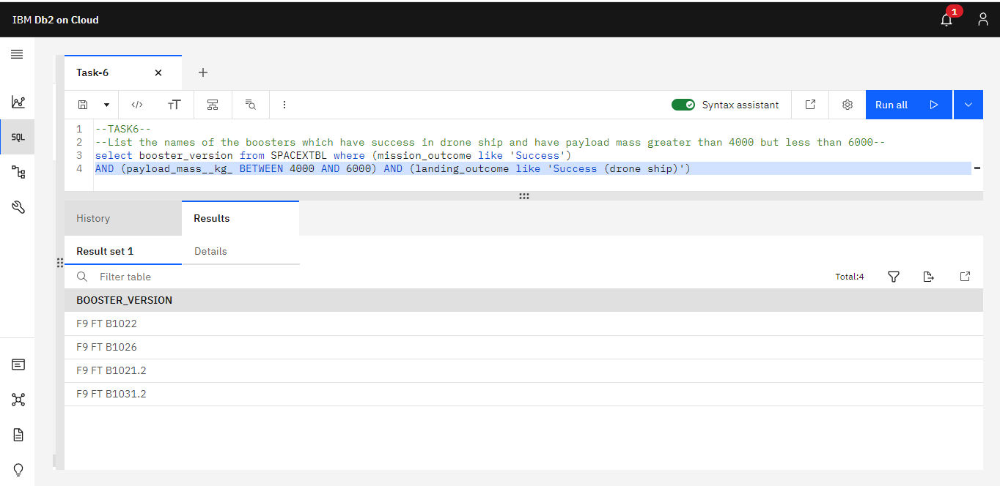 IBM Db2 on Cloud
1
Task-6
SQL
Syntax assistant
Run all
1 --TASK6--
2 --List the names of the boosters which have success in drone ship and have payload mass greater than 4000 but less than 6000--
3 select booster_version from SPACEXTBL where (mission_outcome like 'Success')
4 AND (payload_mass__kg_ BETWEEN 4000 AND 6000) AND (landing_outcome like 'Success (drone ship)')
History
Results
Result set 1
Details
Filter table
Total:4
BOOSTER_VERSION
F9 FT B1022
F9 FT B1026
F9 FT B1021.2
F9 FT B1031.2